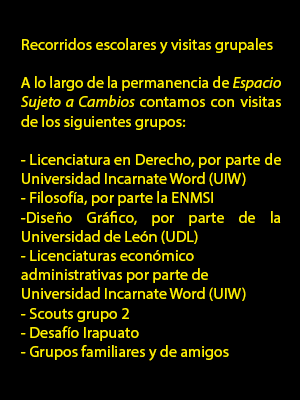 Recorridos escolares y visitas grupales
A lo largo de la permanencia de Espacio
Sujeto a Cambios contamos con visitas
de los siguientes grupos:
- Licenciatura en Derecho, por parte de
Universidad Incarnate Word (UIW)
- Filosofía, por parte la ENMSI
-Diseño Gráfico, por parte de la
Universidad de León (UDL)
- Licenciaturas económico
administrativas por parte de
Universidad Incarnate Word (UIW)
- Scouts grupo 2
- Desafío Irapuato
- Grupos familiares y de amigos